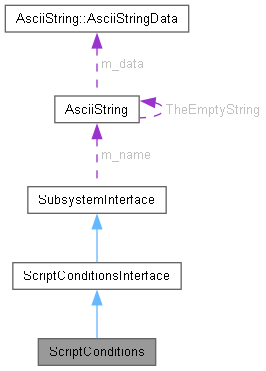 AsciiString::AsciiStringData
m_data
AsciiString
TheEmptyString
m_name
SubsystemInterface
ScriptConditionsInterface
ScriptConditions